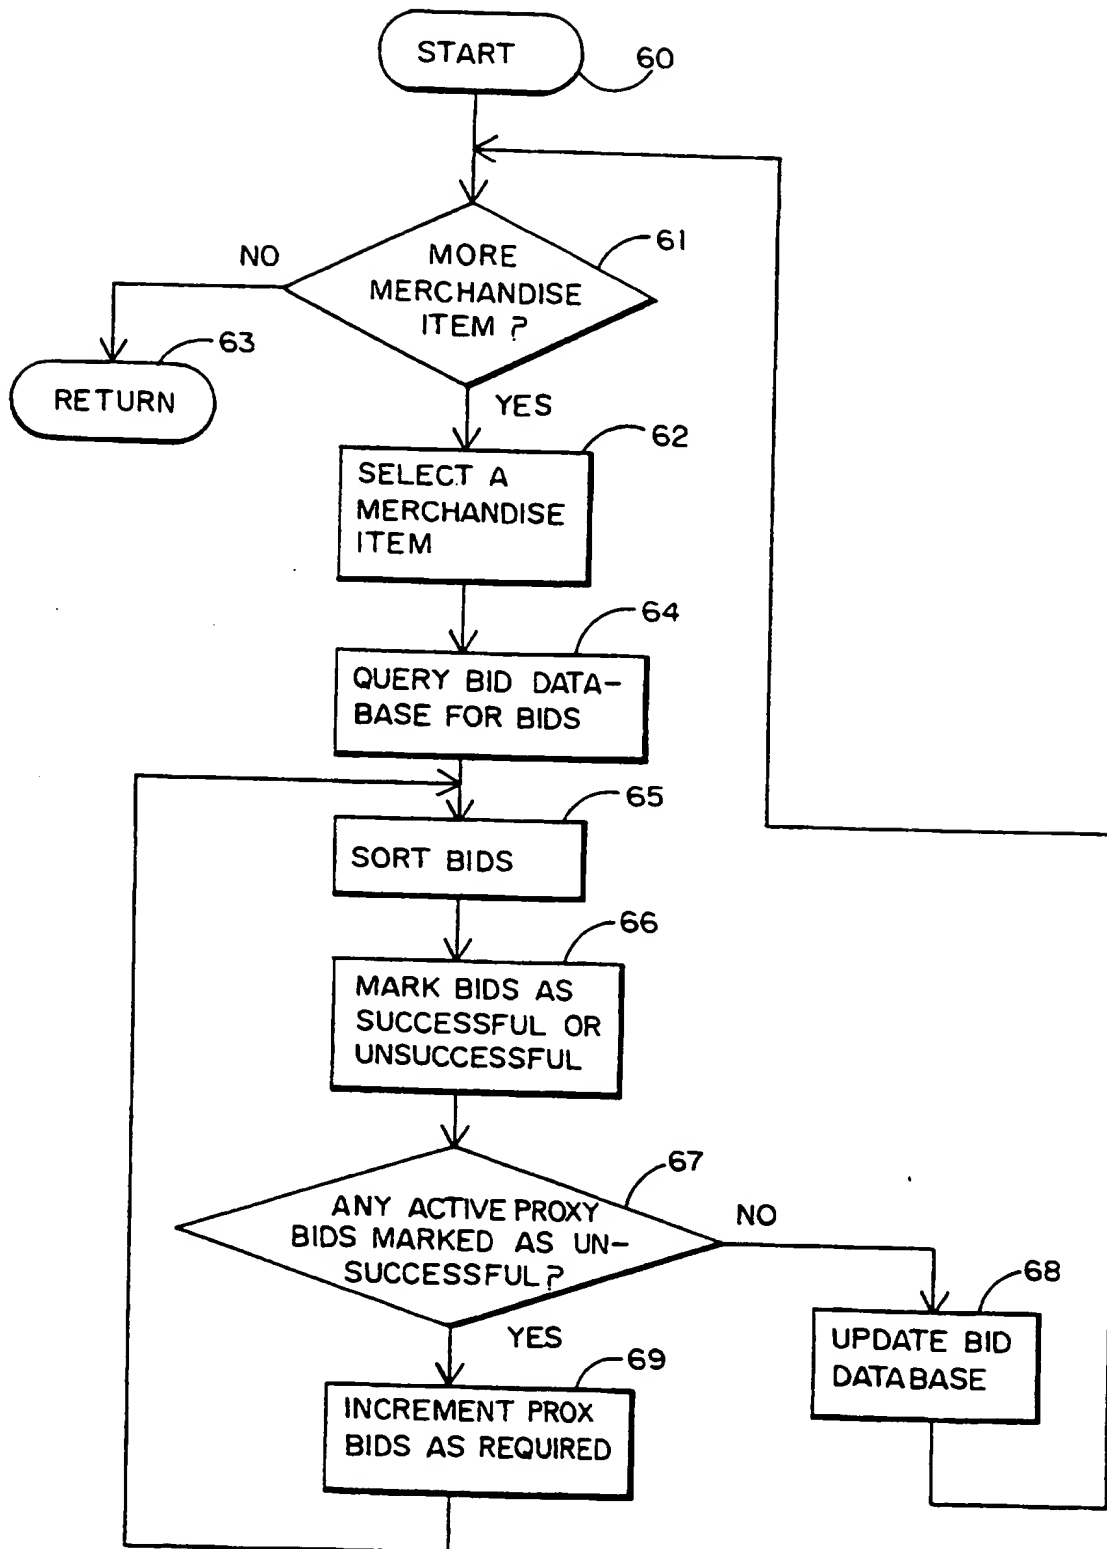 START
60
MORE
MERCHANDISE
ITEM ?
61
NO
63
RETURN
YES
62
SELECT A
MERCHANDISE
ITEM
64
QUERY BID DATA-
BASE FOR BIDS
65
SORT BIDS
66
MARK BIDS AS
SUCCESSFUL OR
UNSUCCESSFUL
67
ANY ACTIVE PROXY
BIDS MARKED AS UN-
SUCCESSFUL?
NO
68
UPDATE BID
DATABASE
YES
69
INCREMENT PROX
BIDS AS REQUIRED